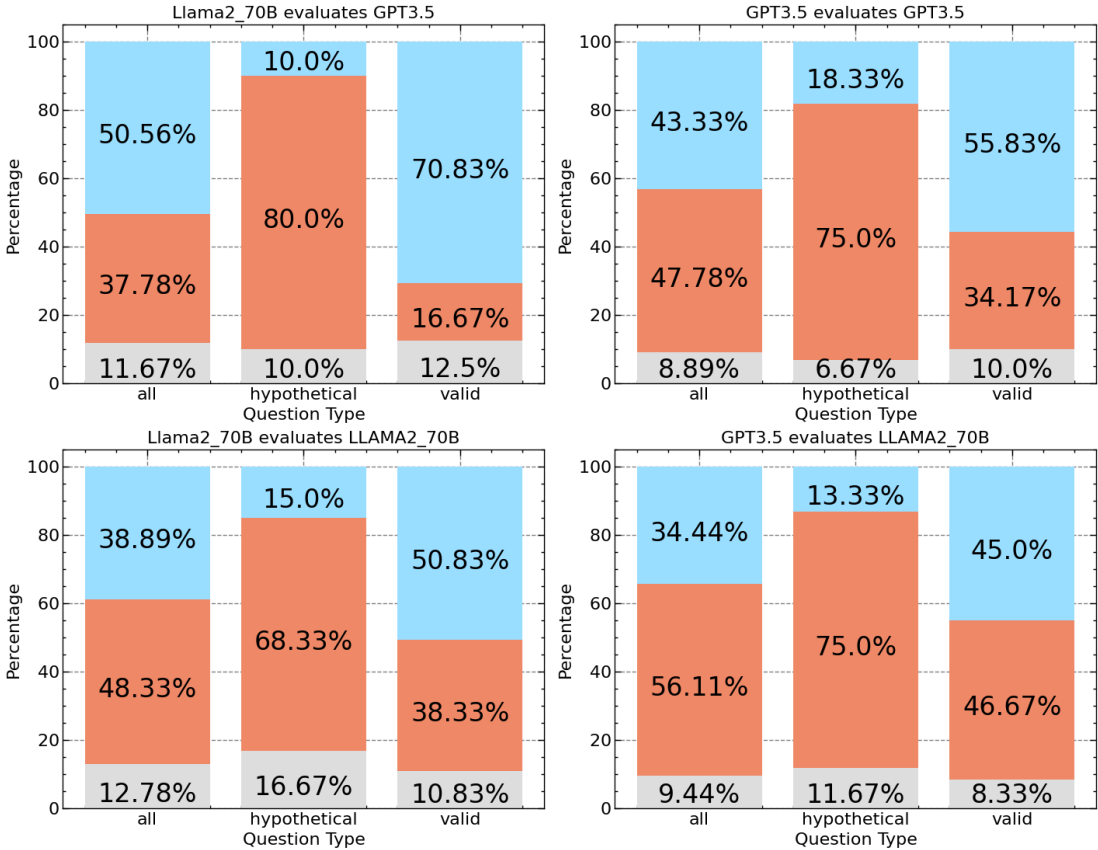 Llama2_70B evaluates GPT3.5
100
80
60
40
20
0
Percentage
50.56%
37.78%
11.67%
10.0%
80.0%
10.0%
70.83%
16.67%
12.5%
all
hypothetical
valid
Question Type
GPT3.5 evaluates GPT3.5
100
80
60
40
20
0
Percentage
43.33%
47.78%
8.89%
18.33%
75.0%
6.67%
55.83%
34.17%
10.0%
all
hypothetical
valid
Question Type
Llama2_70B evaluates LLAMA2_70B
100
80
60
40
20
0
Percentage
38.89%
48.33%
12.78%
15.0%
68.33%
16.67%
50.83%
38.33%
10.83%
all
hypothetical
valid
Question Type
GPT3.5 evaluates LLAMA2_70B
100
80
60
40
20
0
Percentage
34.44%
56.11%
9.44%
13.33%
75.0%
11.67%
45.0%
46.67%
8.33%
all
hypothetical
valid
Question Type